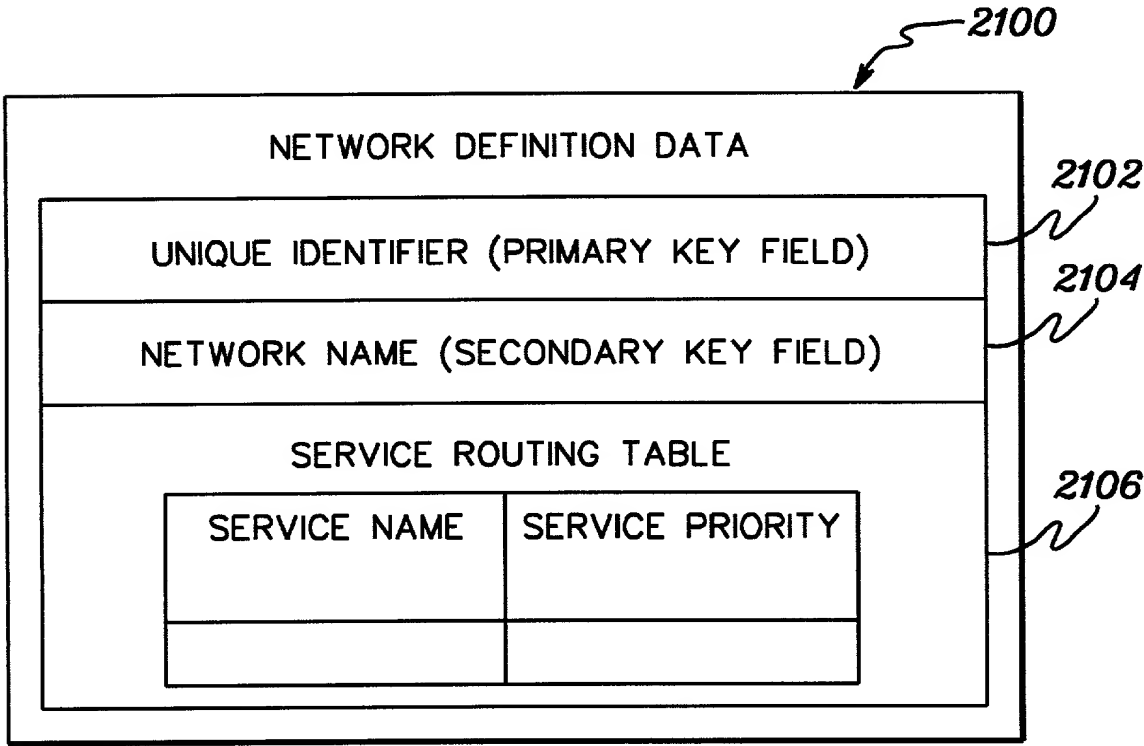 2100
NETWORK DEFINITION DATA
2102
UNIQUE IDENTIFIER (PRIMARY KEY FIELD)
2104
NETWORK NAME (SECONDARY KEY FIELD)
SERVICE ROUTING TABLE
2106
SERVICE NAME
SERVICE PRIORITY